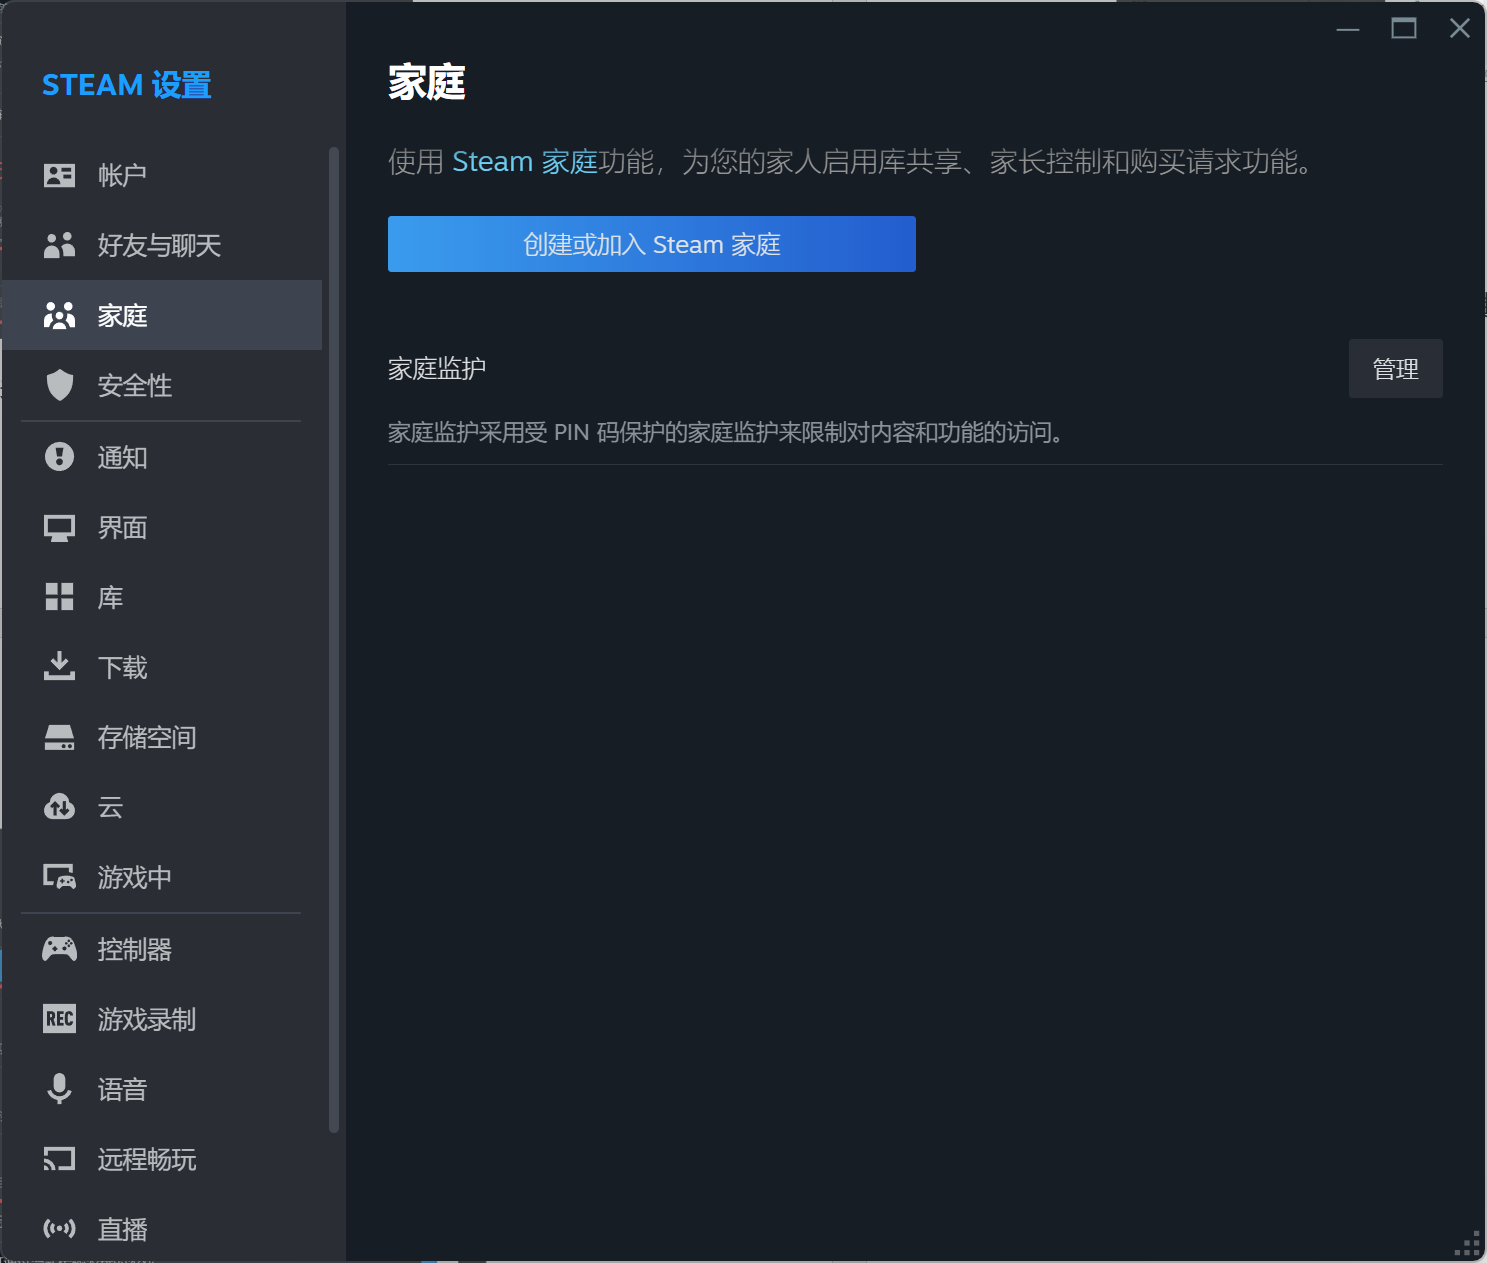 STEAM 设置
帐户
好友与聊天
家庭
安全性
通知
界面
库
下载
存储空间
云
游戏中
控制器
REC 游戏录制
语音
远程畅玩
直播
家庭
使用 Steam 家庭功能，为您的家人启用库共享、家长控制和购买请求功能。
创建或加入 Steam 家庭
家庭监护
管理
家庭监护采用受 PIN 码保护的家庭监护来限制对内容和功能的访问。